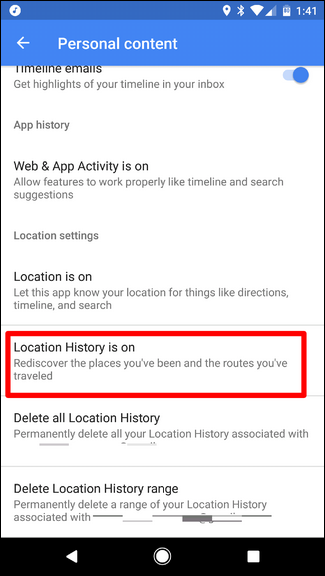 1:41
Personal content
Timeline emails
Get highlights of your timeline in your inbox
App history
Web & App Activity is on
Allow features to work properly like timeline and search
suggestions
Location settings
Location is on
Let this app know your location for things like directions,
timeline, and search
Location History is on
Rediscover the places you've been and the routes you've
traveled
Delete all Location History
Permanently delete all your Location History associated with
Delete Location History range
Permanently delete a range of your Location History
associated with